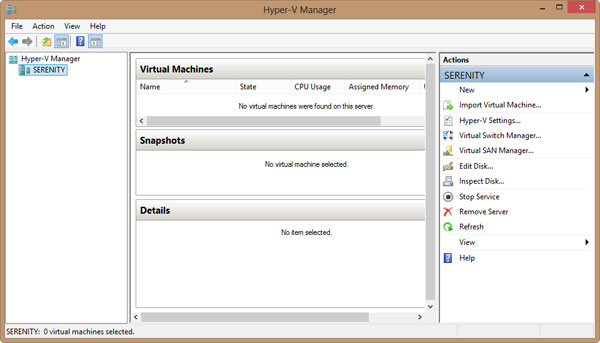 Hyper-V Manager
File Action View Help
Hyper-V Manager
SERENITY
Virtual Machines
Name State CPU Usage Assigned Memory
No virtual machines were found on this server.
Snapshots
No virtual machine selected.
Details
No item selected.
Actions
SERENITY
New
Import Virtual Machine...
Hyper-V Settings...
Virtual Switch Manager...
Virtual SAN Manager...
Edit Disk...
Inspect Disk...
Stop Service
Remove Server
Refresh
View
Help
SERENITY: 0 virtual machines selected.